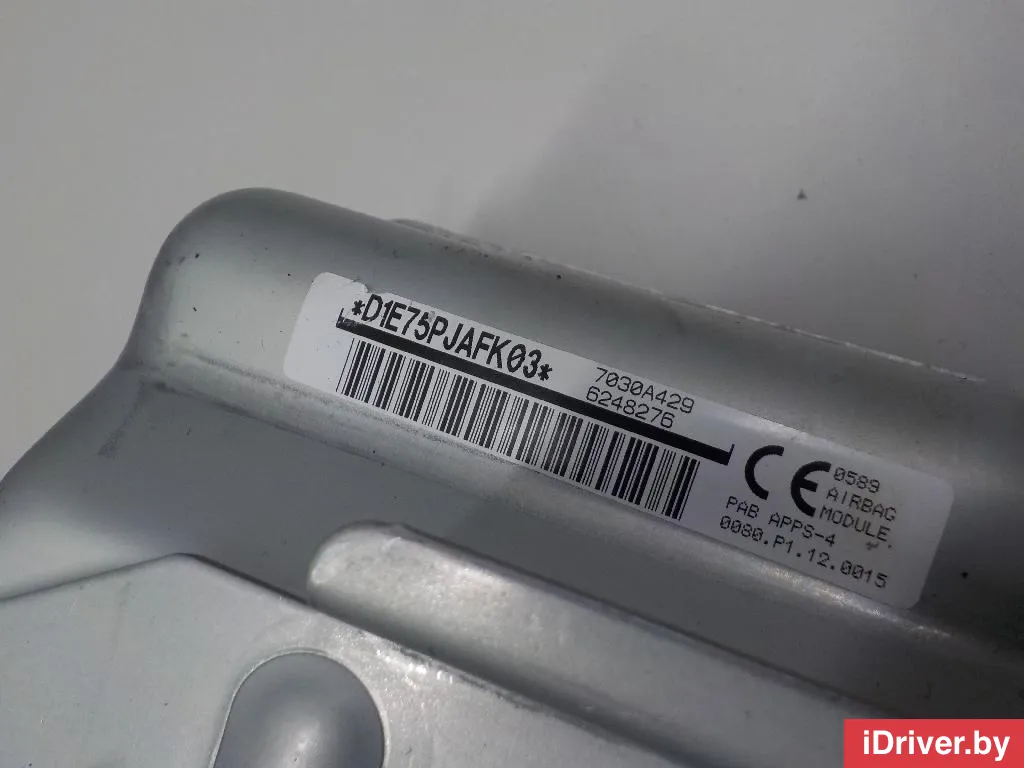 *D1E75PJAFK03*
7030A429
6248276
CE 0589
AIRBAG
MODULE.
PAB APPS-4
0080.P1.12.0015
iDriver.by